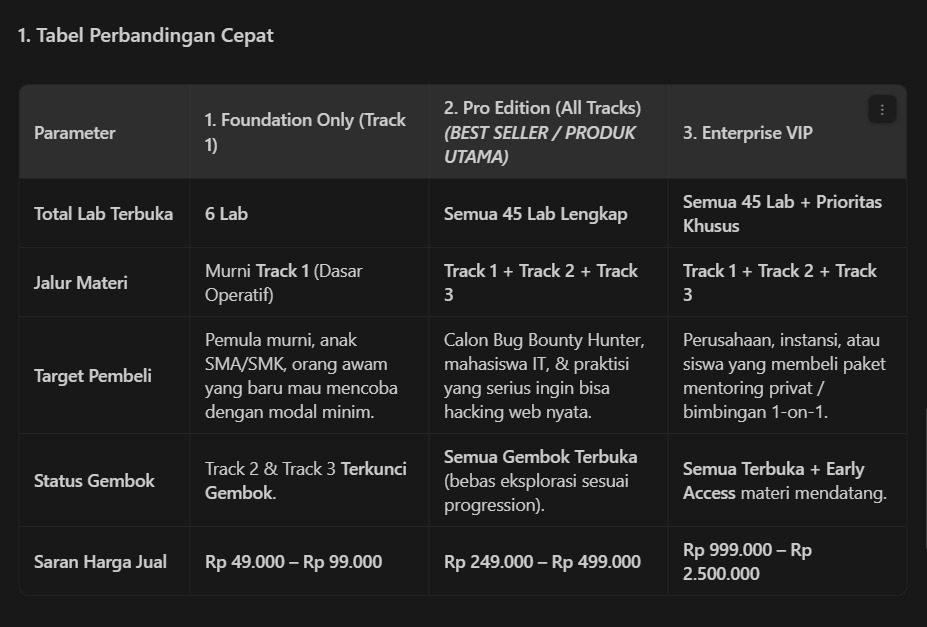 1. Tabel Perbandingan Cepat
Parameter
1. Foundation Only (Track
1)
2. Pro Edition (All Tracks)
(BEST SELLER / PRODUK
UTAMA)
3. Enterprise VIP
Total Lab Terbuka
6 Lab
Semua 45 Lab Lengkap
Semua 45 Lab + Prioritas
Khusus
Jalur Materi
Murni Track 1 (Dasar
Operatif)
Track 1 + Track 2 + Track
3
Track 1 + Track 2 + Track
3
Target Pembeli
Pemula murni, anak
SMA/SMK, orang awam
yang baru mau mencoba
dengan modal minim.
Calon Bug Bounty Hunter,
mahasiswa IT, & praktisi
yang serius ingin bisa
hacking web nyata.
Perusahaan, instansi, atau
siswa yang membeli paket
mentoring privat /
bimbingan 1-on-1.
Status Gembok
Track 2 & Track 3 Terkunci
Gembok.
Semua Gembok Terbuka
(bebas eksplorasi sesuai
progression).
Semua Terbuka + Early
Access materi mendatang.
Saran Harga Jual
Rp 49.000 – Rp 99.000
Rp 249.000 – Rp 499.000
Rp 999.000 – Rp
2.500.000